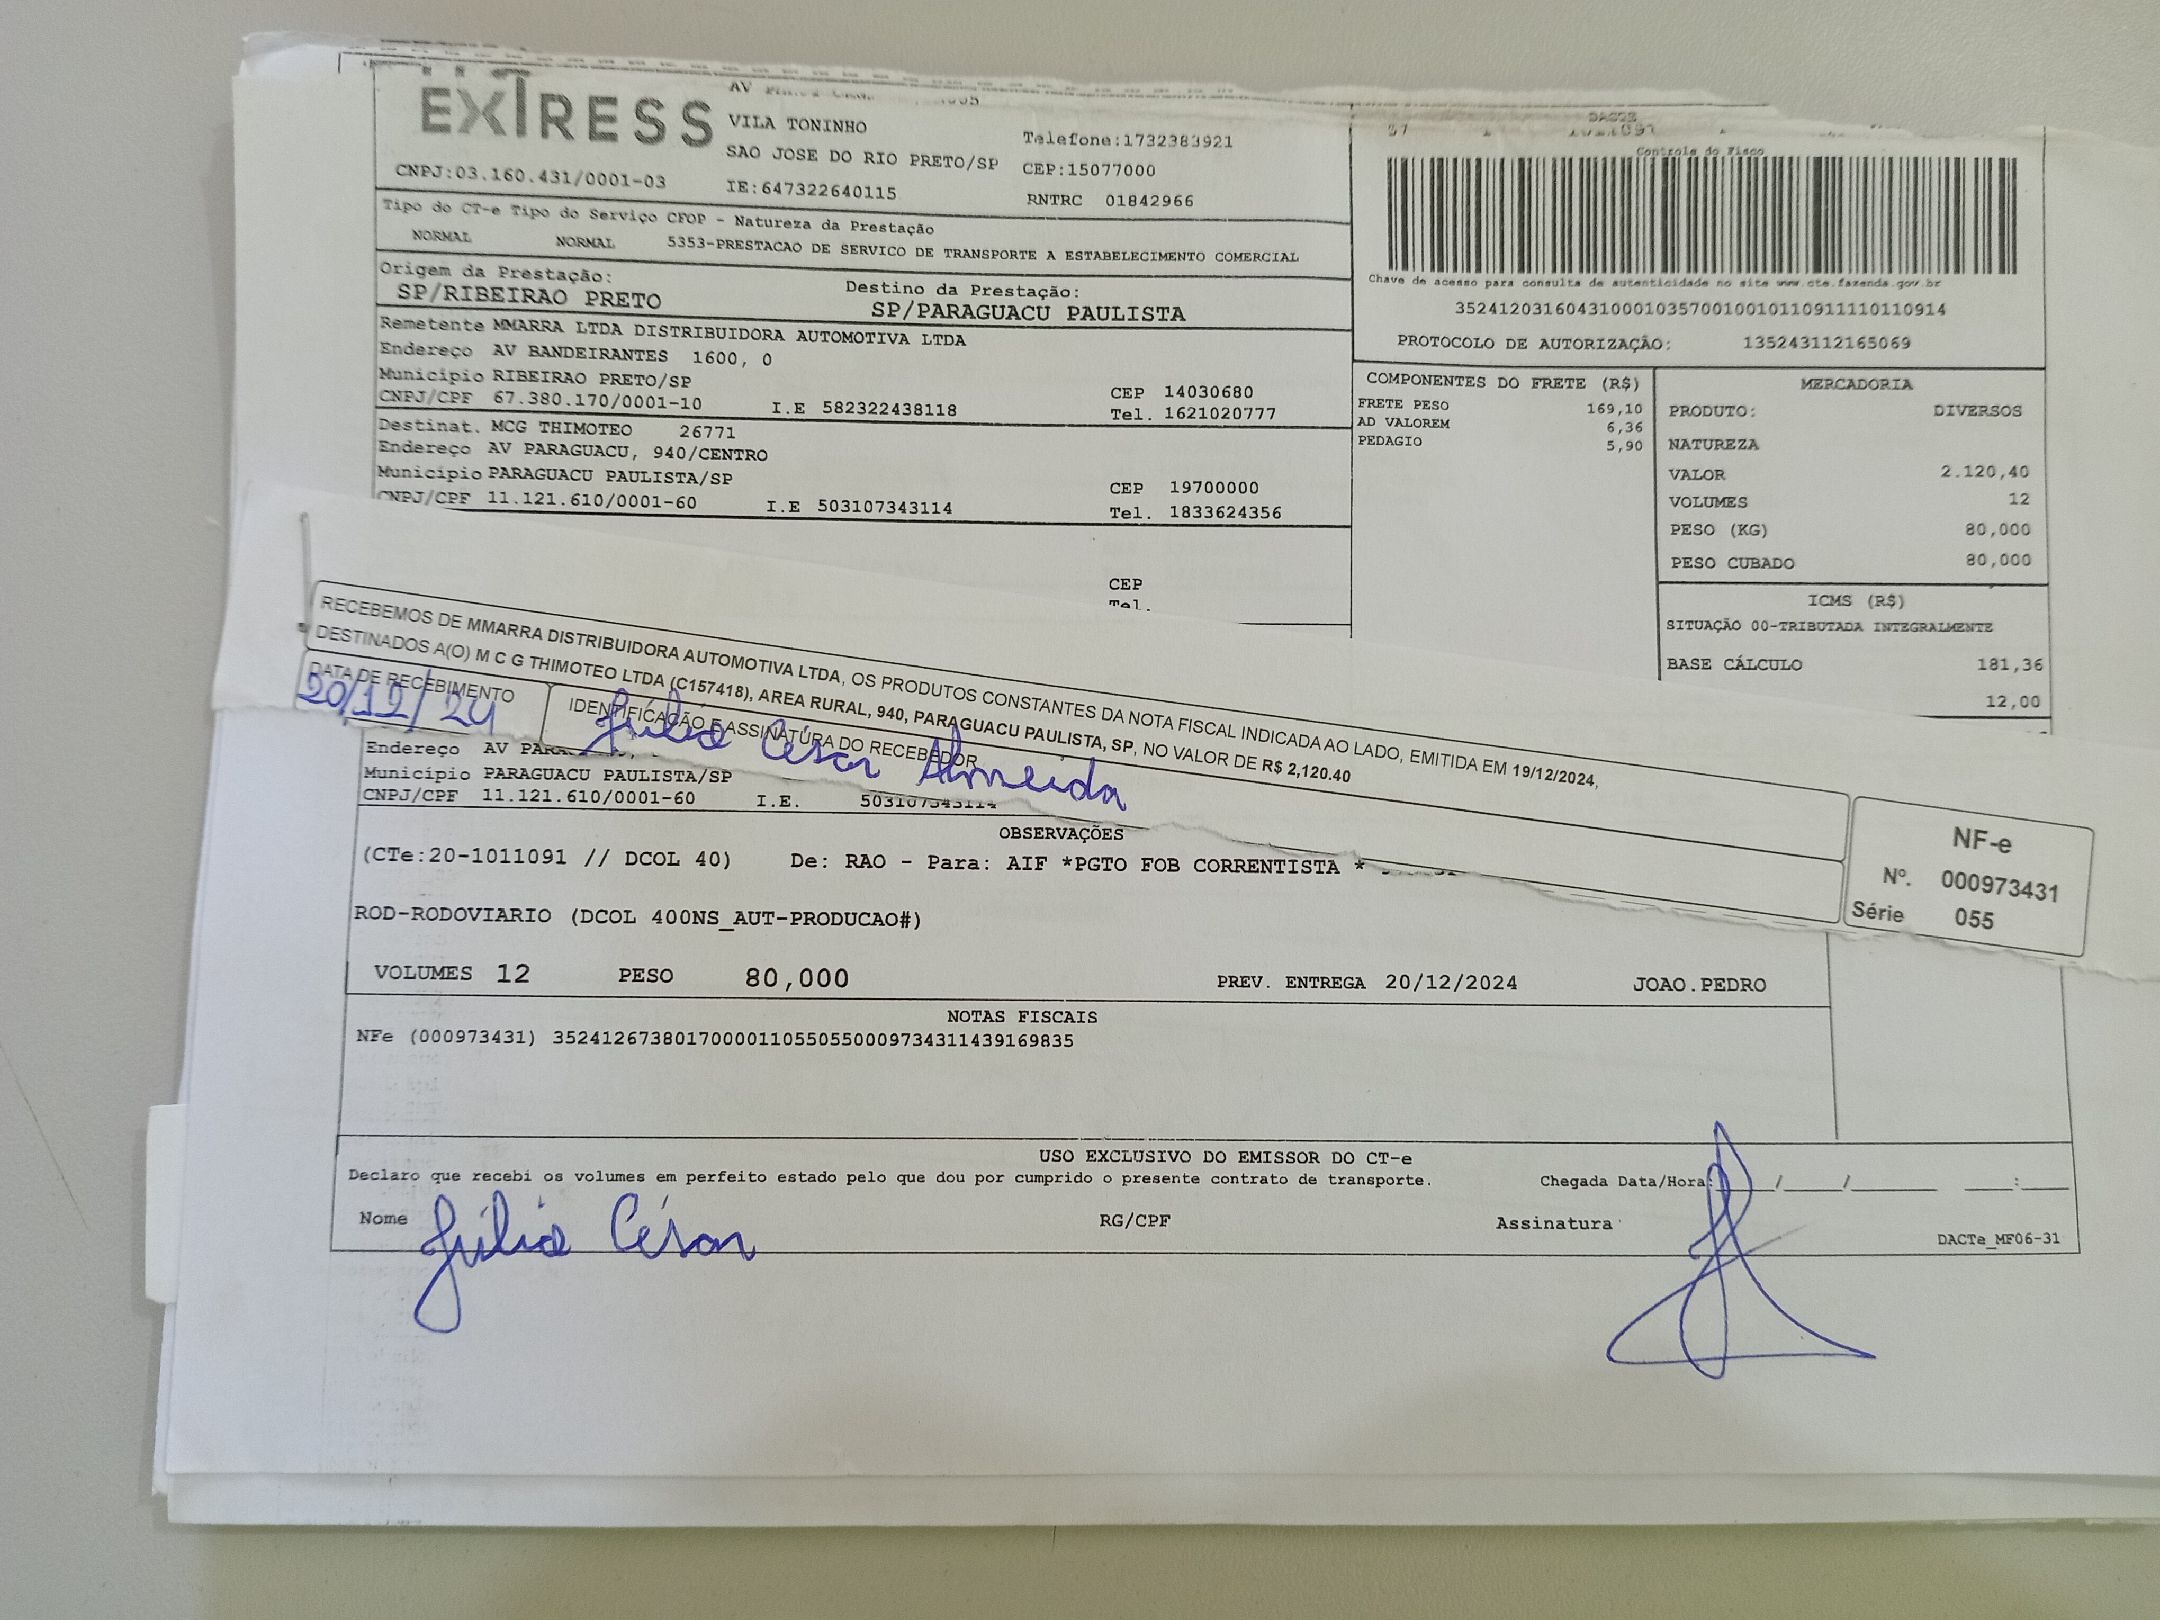 EXTRESS
AV
VILA TONINHO
SAO JOSE DO RIO PRETO/SP
Telefone:1732383921
CEP:15077000
CNPJ:03.160.431/0001-03
IE:647322640115
RNTRC 01842966
Tipo do CT-e Tipo do Serviço CFOP - Natureza da Prestação
NORMAL NORMAL 5353-PRESTACAO DE SERVICO DE TRANSPORTE A ESTABELECIMENTO COMERCIAL
Origem da Prestação:
SP/RIBEIRAO PRETO
Destino da Prestação:
SP/PARAGUACU PAULISTA
Remetente MMARRA LTDA DISTRIBUIDORA AUTOMOTIVA LTDA
Endereço AV BANDEIRANTES 1600, 0
Município RIBEIRAO PRETO/SP CEP 14030680
CNPJ/CPF 67.380.170/0001-10 I.E 582322438118 Tel. 1621020777
Destinat. MCG THIMOTEO 26771
Endereço AV PARAGUACU, 940/CENTRO
Município PARAGUACU PAULISTA/SP CEP 19700000
CNPJ/CPF 11.121.610/0001-60 I.E 503107343114 Tel. 1833624356
CEP
Tel.
Controle do Fisco
Chave de acesso para consulta de autenticidade no site www.cte.fazenda.gov.br
35241203160431000103570010010110911110110914
PROTOCOLO DE AUTORIZAÇÃO: 135243112165069
COMPONENTES DO FRETE (R$)
FRETE PESO 169,10
AD VALOREM 6,36
PEDAGIO 5,90
MERCADORIA
PRODUTO: DIVERSOS
NATUREZA
VALOR 2.120,40
VOLUMES 12
PESO (KG) 80,000
PESO CUBADO 80,000
ICMS (R$)
SITUAÇÃO 00-TRIBUTADA INTEGRALMENTE
BASE CÁLCULO 181,36
12,00
RECEBEMOS DE MMARRA DISTRIBUIDORA AUTOMOTIVA LTDA, OS PRODUTOS CONSTANTES DA NOTA FISCAL INDICADA AO LADO, EMITIDA EM 19/12/2024,
DESTINADOS A(O) M C G THIMOTEO LTDA (C157418), AREA RURAL, 940, PARAGUACU PAULISTA, SP, NO VALOR DE R$ 2,120.40
DATA DE RECEBIMENTO
20/12/24
IDENTIFICAÇÃO E ASSINATURA DO RECEBEDOR
Júlio César Almeida
NF-e
Nº. 000973431
Série 055
Endereço AV
Município PARAGUACU PAULISTA/SP
CNPJ/CPF 11.121.610/0001-60 I.E. 503107343114
OBSERVAÇÕES
(CTe:20-1011091 // DCOL 40) De: RAO - Para: AIF *PGTO FOB CORRENTISTA *
ROD-RODOVIARIO (DCOL 400NS_AUT-PRODUCAO#)
VOLUMES 12 PESO 80,000 PREV. ENTREGA 20/12/2024 JOAO.PEDRO
NOTAS FISCAIS
NFe (000973431) 35241267380170000110550550009734311439169835
USO EXCLUSIVO DO EMISSOR DO CT-e
Declaro que recebi os volumes em perfeito estado pelo que dou por cumprido o presente contrato de transporte.
Chegada Data/Hora: / / :
Nome Júlio César RG/CPF Assinatura
DACTe_MF06-31